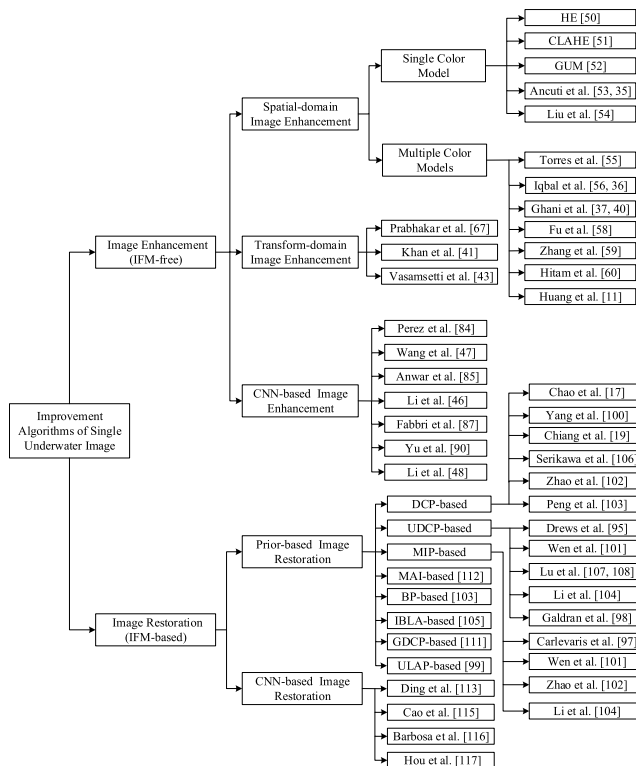 Improvement
Algorithms of Single
Underwater Image
Image Enhancement
(IFM-free)
Spatial-domain
Image Enhancement
Single Color
Model
HE [50]
CLAHE [51]
GUM [52]
Ancuti et al. [53, 35]
Liu et al. [54]
Multiple Color
Models
Torres et al. [55]
Iqbal et al. [56, 36]
Ghani et al. [37, 40]
Fu et al. [58]
Zhang et al. [59]
Hitam et al. [60]
Huang et al. [11]
Transform-domain
Image Enhancement
Prabhakar et al. [67]
Khan et al. [41]
Vasamsetti et al. [43]
CNN-based Image
Enhancement
Perez et al. [84]
Wang et al. [47]
Anwar et al. [85]
Li et al. [46]
Fabbri et al. [87]
Yu et al. [90]
Li et al. [48]
Image Restoration
(IFM-based)
Prior-based Image
Restoration
DCP-based
Chao et al. [17]
Yang et al. [100]
Chiang et al. [19]
Serikawa et al. [106]
Zhao et al. [102]
Peng et al. [103]
UDCP-based
Drews et al. [95]
Wen et al. [101]
Lu et al. [107, 108]
Li et al. [104]
Galdran et al. [98]
MIP-based
Carlevaris et al. [97]
Wen et al. [101]
Zhao et al. [102]
Li et al. [104]
MAI-based [112]
BP-based [103]
IBLA-based [105]
GDCP-based [111]
ULAP-based [99]
CNN-based Image
Restoration
Ding et al. [113]
Cao et al. [115]
Barbosa et al. [116]
Hou et al. [117]